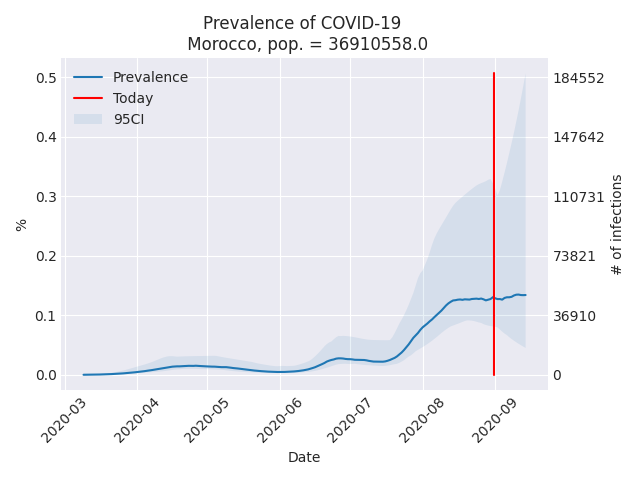 Prevalence of COVID-19
Morocco, pop. = 36910558.0
Prevalence
Today
95CI
0.5
0.4
0.3
0.2
0.1
0.0
%
184552
147642
110731
73821
36910
0
# of infections
2020-03
2020-04
2020-05
2020-06
2020-07
2020-08
2020-09
Date